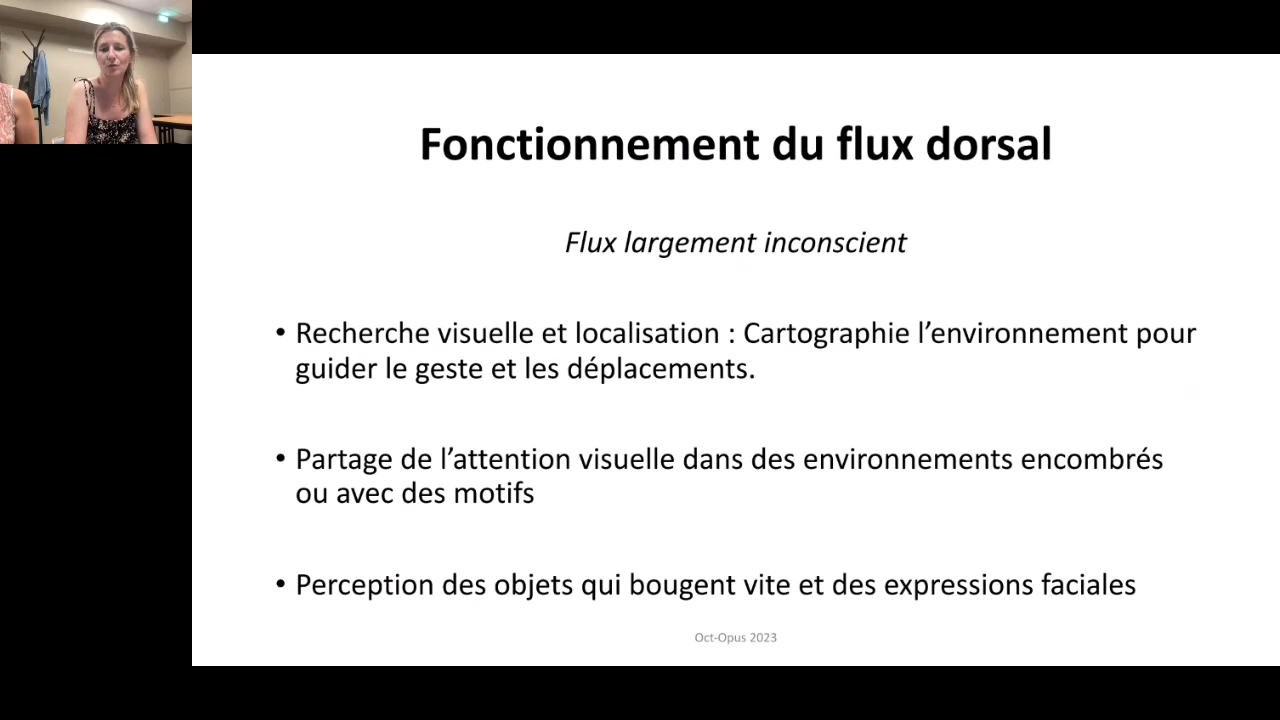 Fonctionnement du flux dorsal
Flux largement inconscient
• Recherche visuelle et localisation : Cartographie l’environnement pour
guider le geste et les déplacements.
• Partage de l’attention visuelle dans des environnements encombrés
ou avec des motifs
• Perception des objets qui bougent vite et des expressions faciales
Oct-Opus 2023